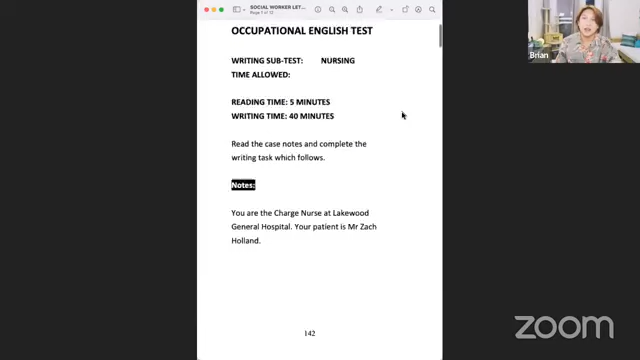 SOCIAL WORKER LET...
Page 1 of 12
OCCUPATIONAL ENGLISH TEST
WRITING SUB-TEST: NURSING
TIME ALLOWED:
READING TIME: 5 MINUTES
WRITING TIME: 40 MINUTES
Read the case notes and complete the
writing task which follows.
Notes:
You are the Charge Nurse at Lakewood
General Hospital. Your patient is Mr Zach
Holland.
142
Brian
zoom